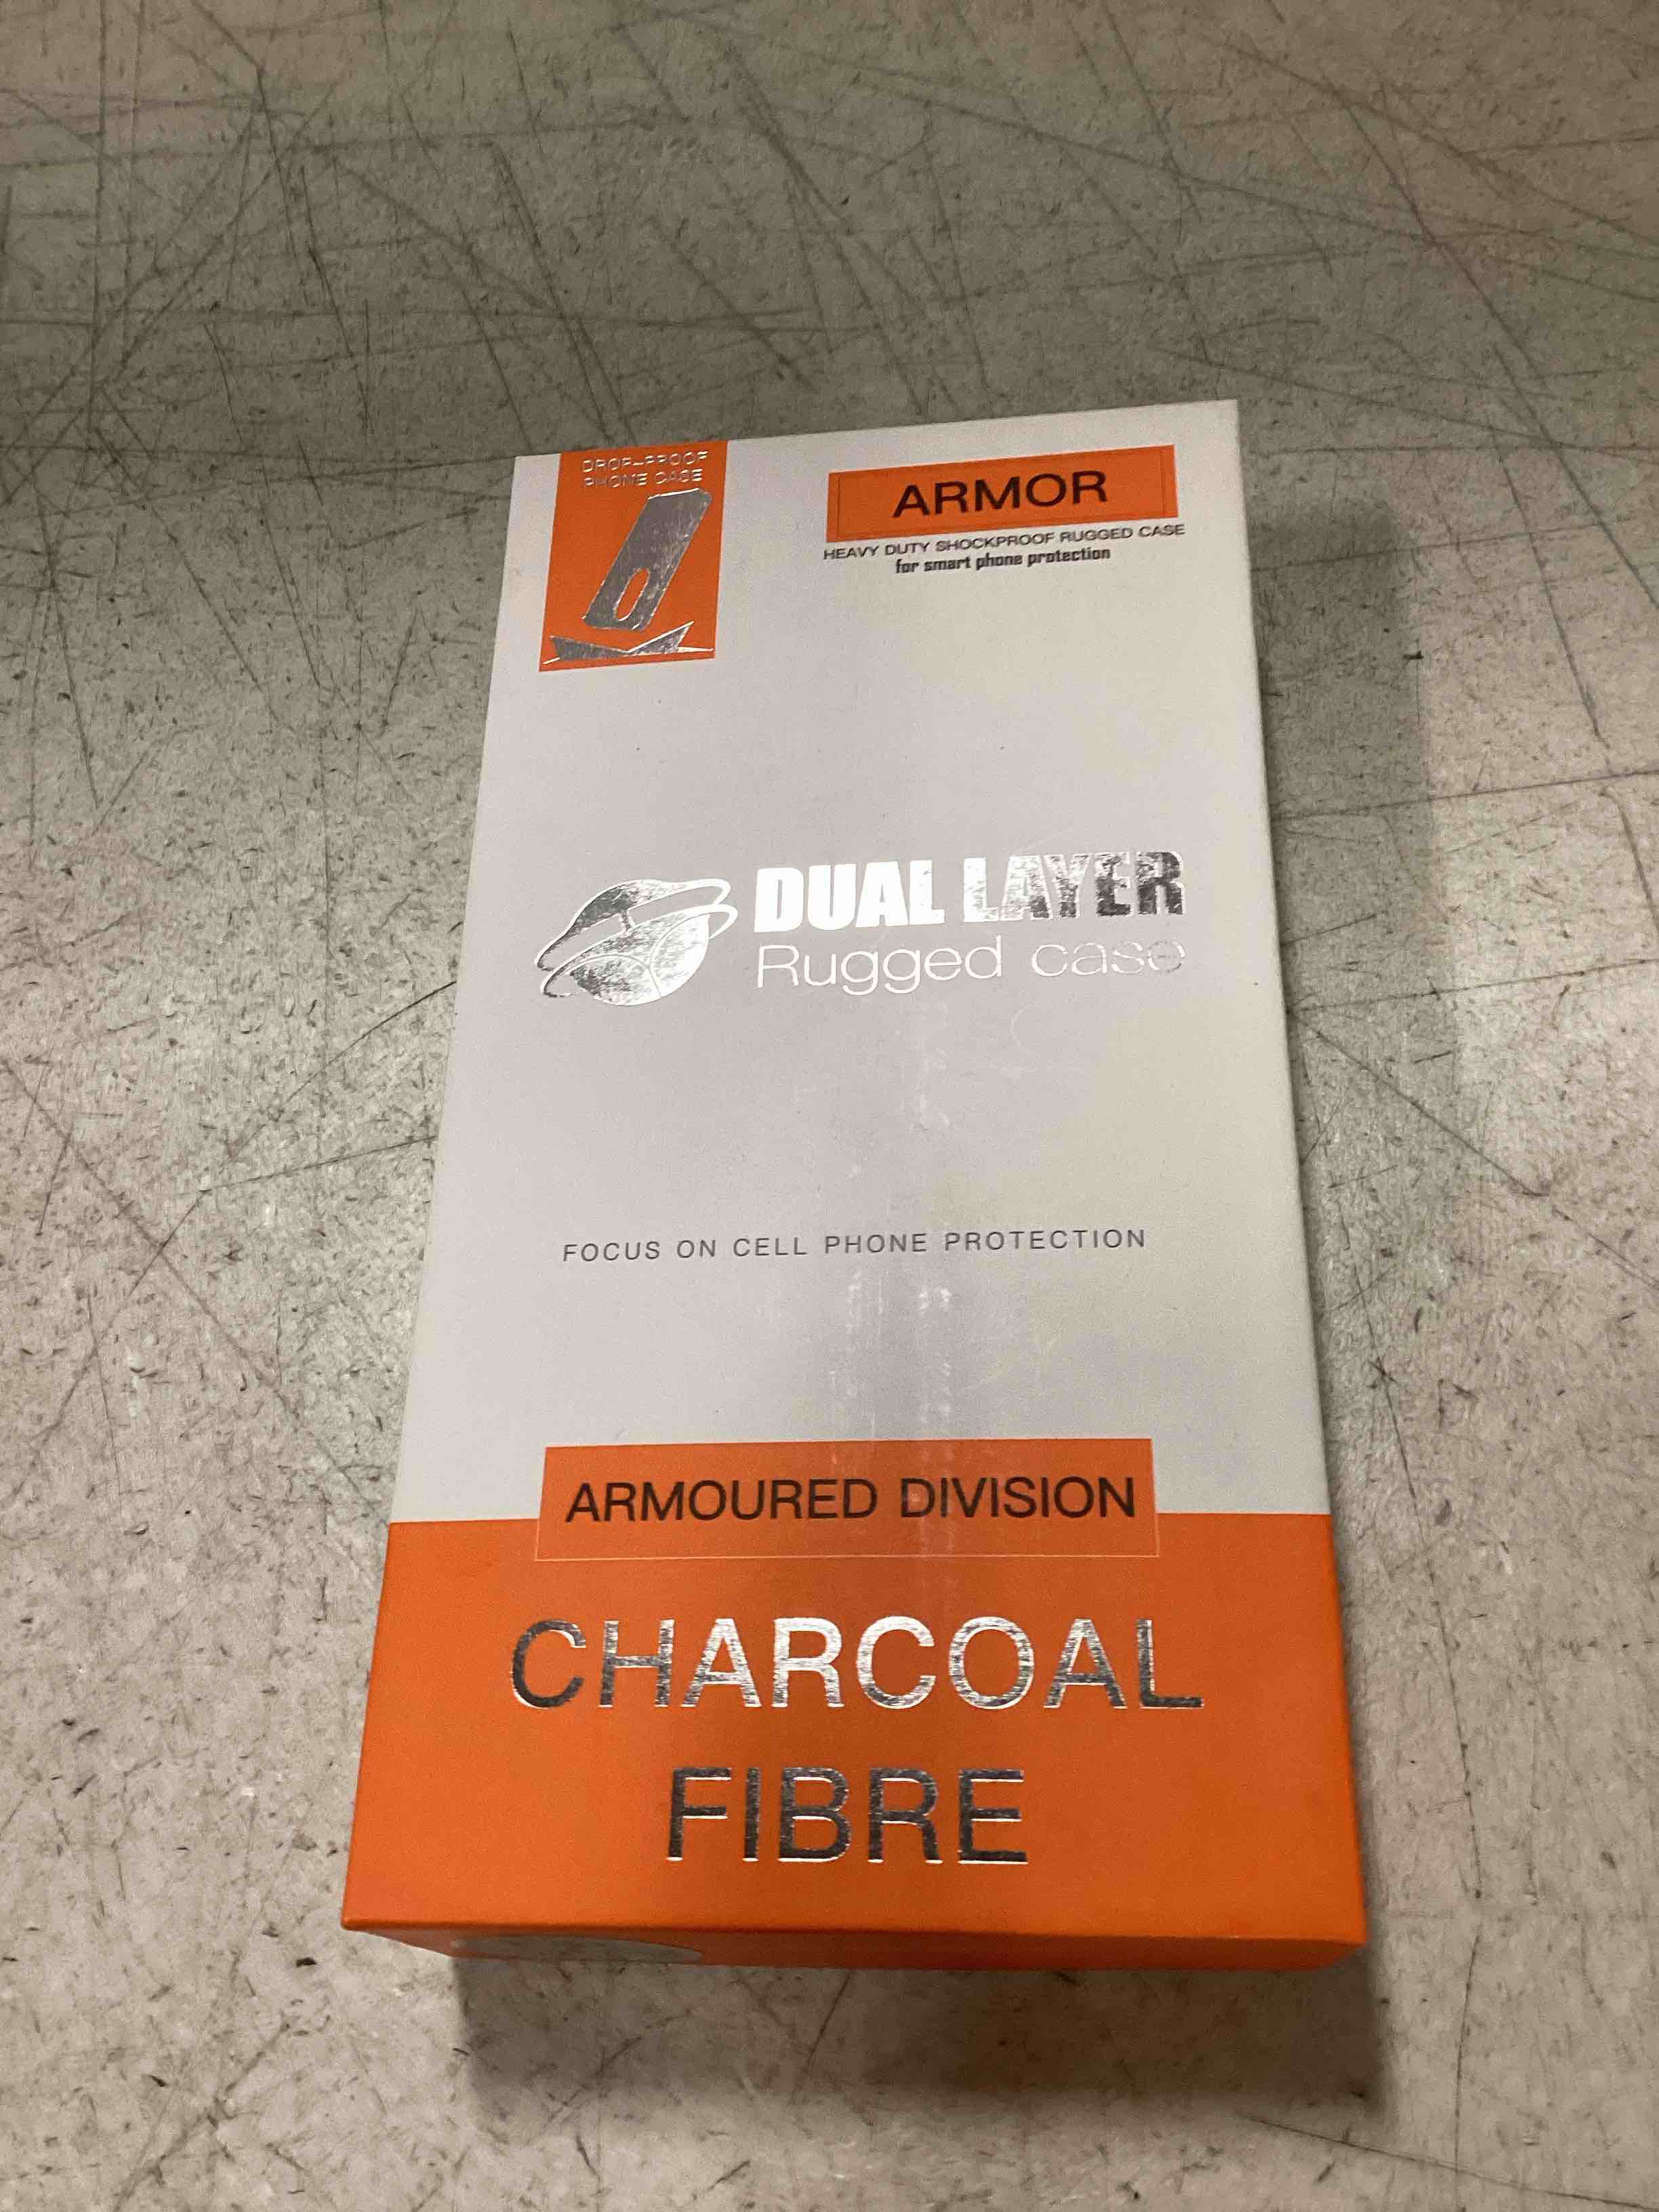 DROP-PROOF
PHONE CASE
ARMOR
HEAVY DUTY SHOCKPROOF RUGGED CASE
for smart phone protection
DUAL LAYER
Rugged case
FOCUS ON CELL PHONE PROTECTION
ARMOURED DIVISION
CHARCOAL
FIBRE